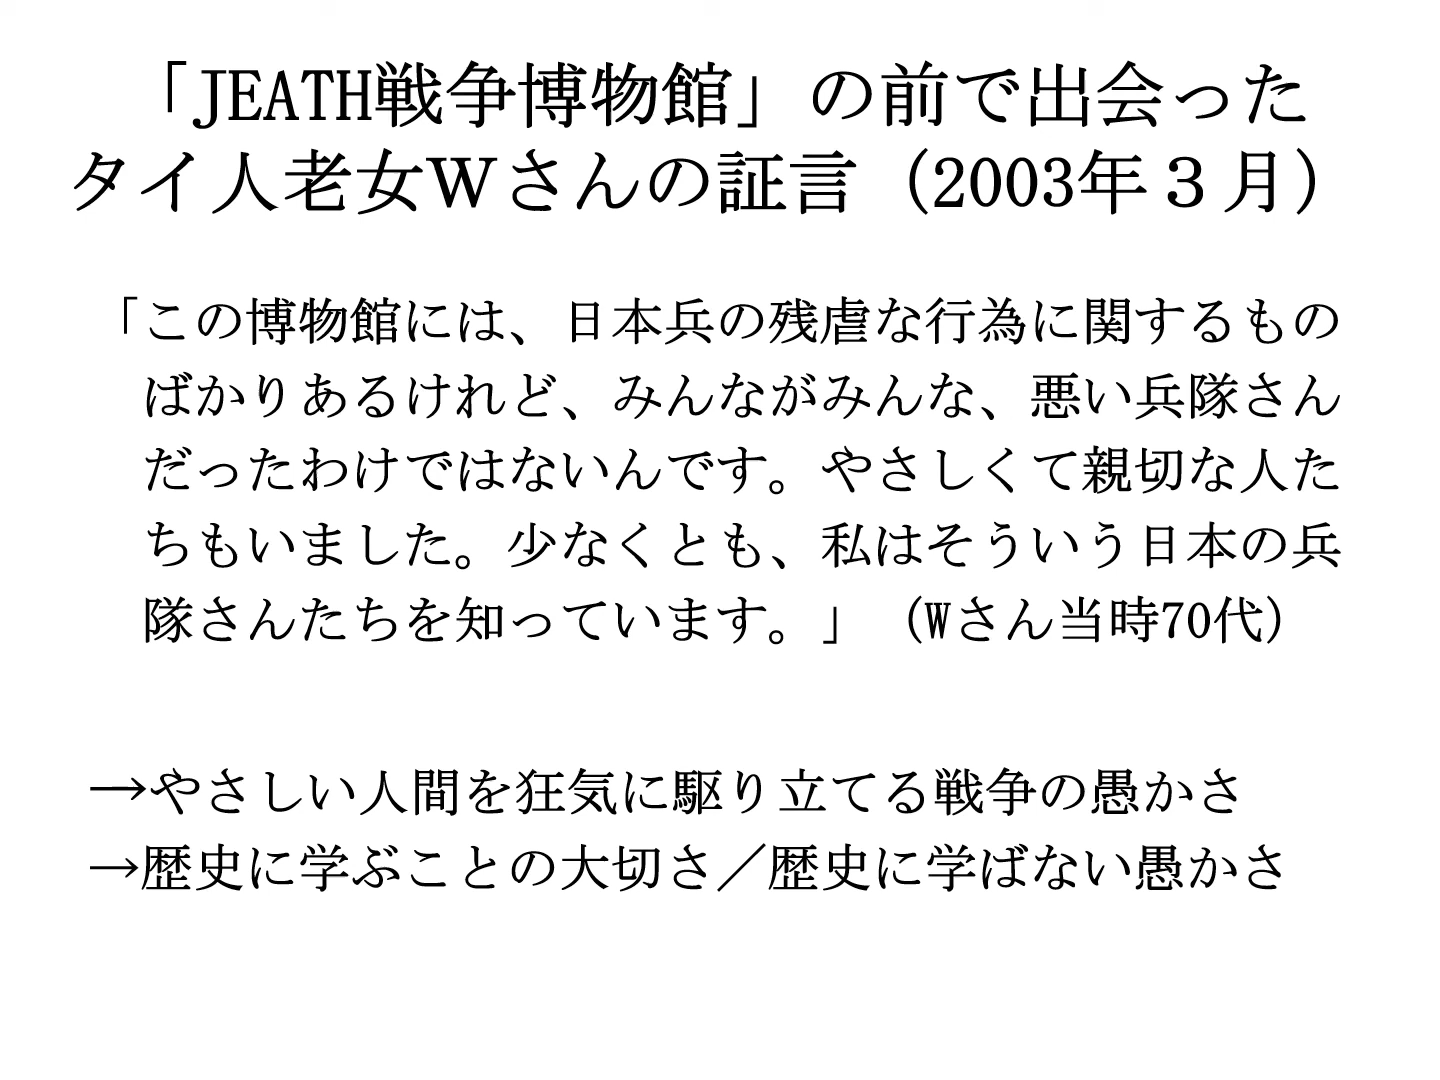 「JEATH戦争博物館」の前で出会った
タイ人老女Ｗさんの証言（2003年３月）
「この博物館には、日本兵の残虐な行為に関するもの
ばかりあるけれど、みんながみんな、悪い兵隊さん
だったわけではないんです。やさしくて親切な人た
ちもいました。少なくとも、私はそういう日本の兵
隊さんたちを知っています。」（Wさん当時70代）
→やさしい人間を狂気に駆り立てる戦争の愚かさ
→歴史に学ぶことの大切さ／歴史に学ばない愚かさ